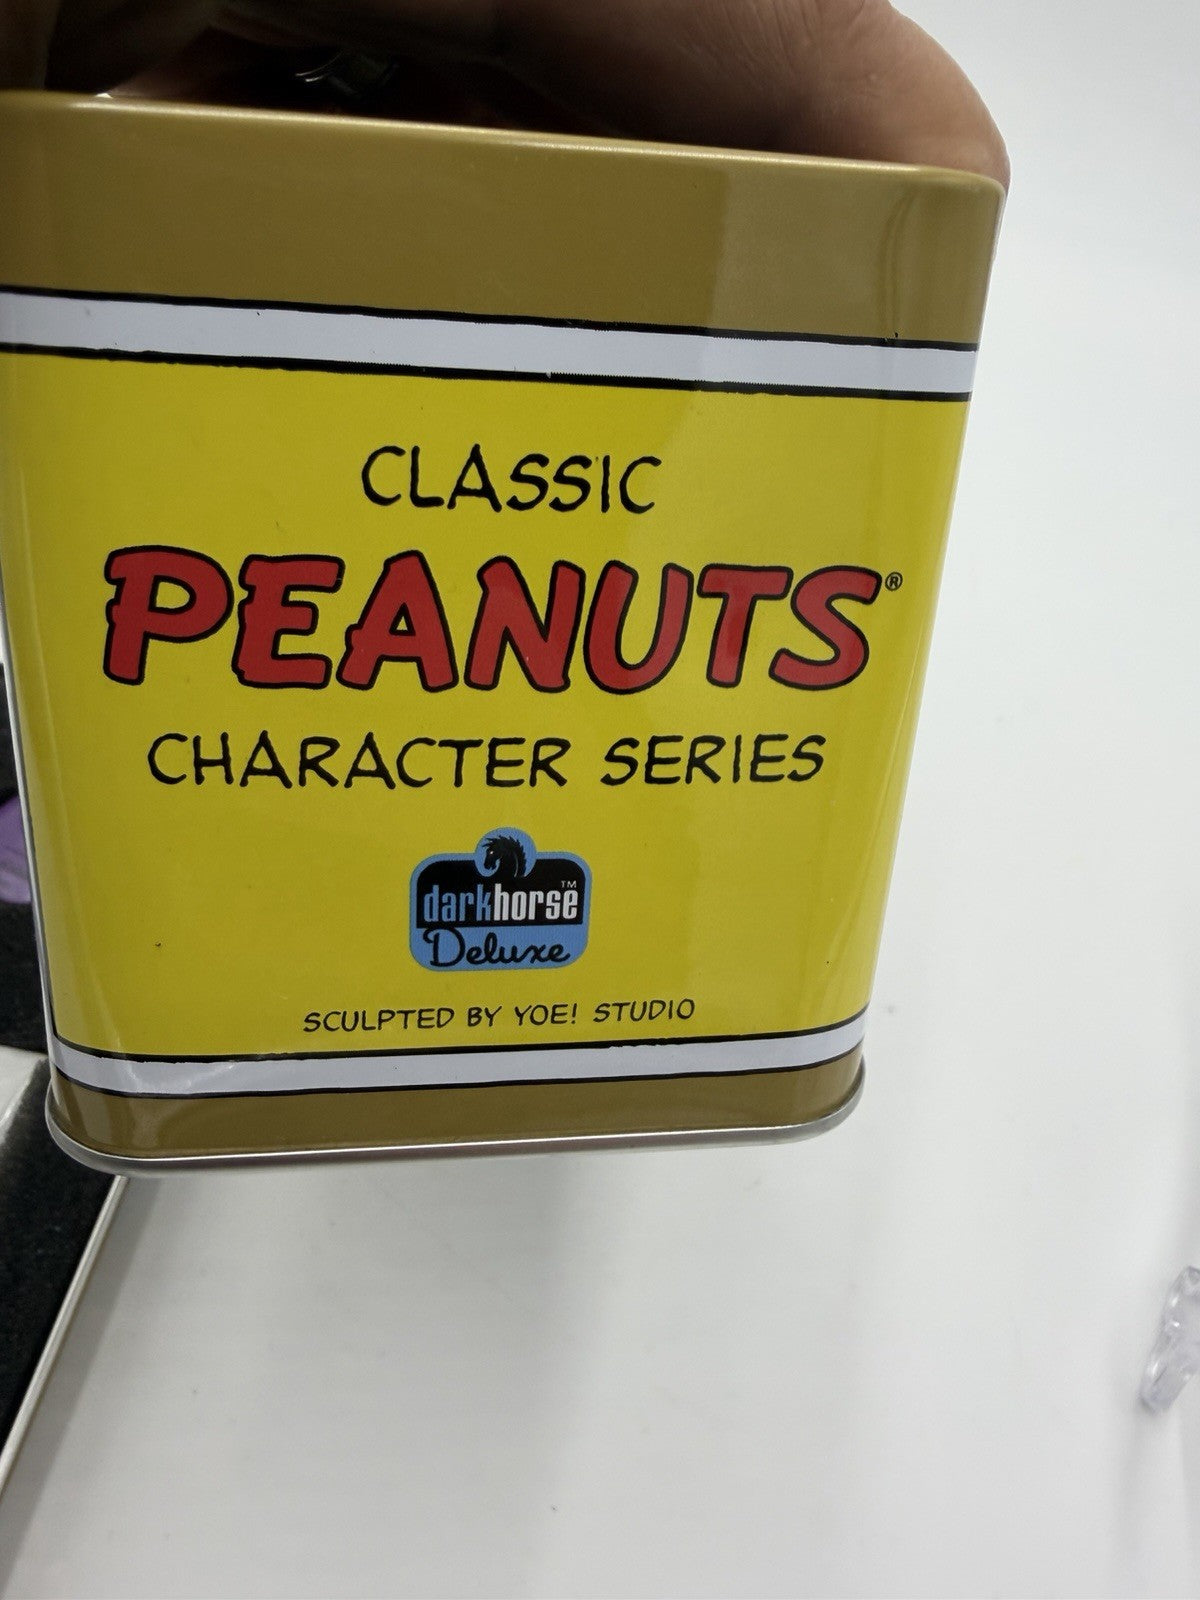 CLASSIC
PEANUTS®
CHARACTER SERIES
darkhorse™
Deluxe
SCULPTED BY YOE! STUDIO